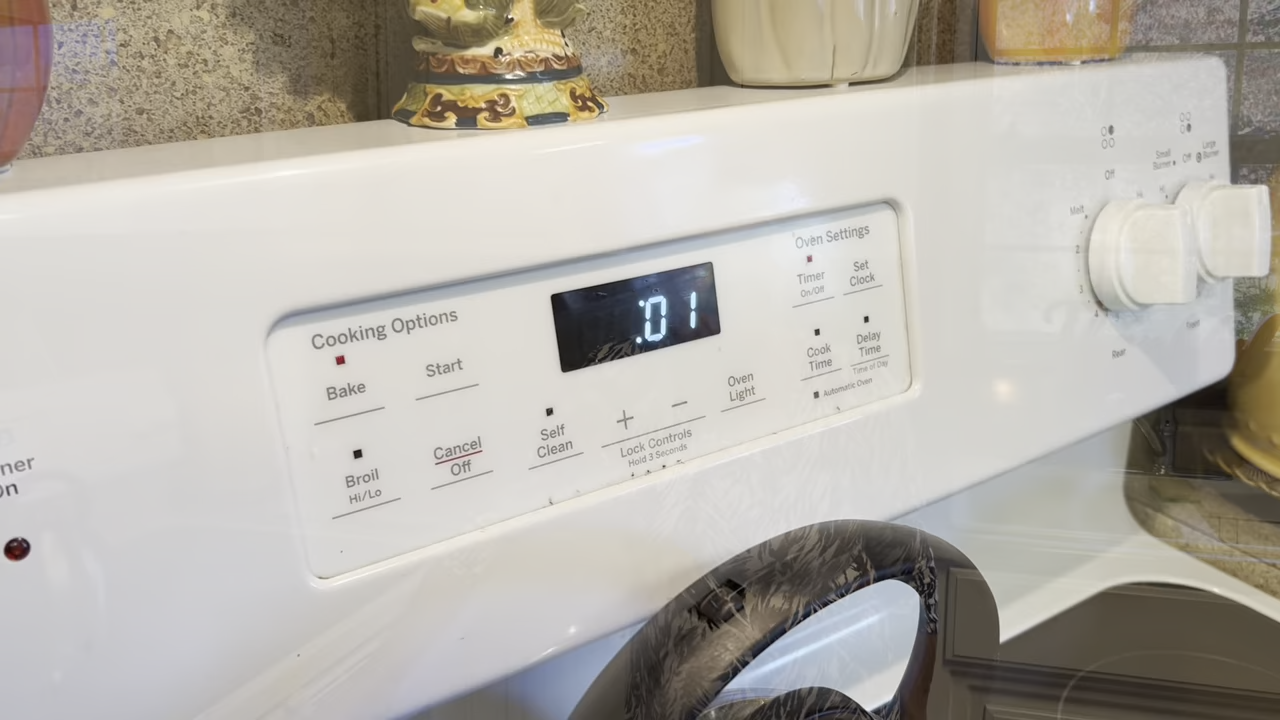 Cooking Options
Bake
Start
Broil
Hi/Lo
Cancel
Off
Self
Clean
:01
+ −
Lock Controls
Hold 3 Seconds
Oven
Light
Oven Settings
Timer
On/Off
Set
Clock
Cook
Time
Delay
Time
Time of Day
Automatic Oven
Off
Melt
2
3
4
Rear
Small
Burner
Off
Large
Burner
Hi